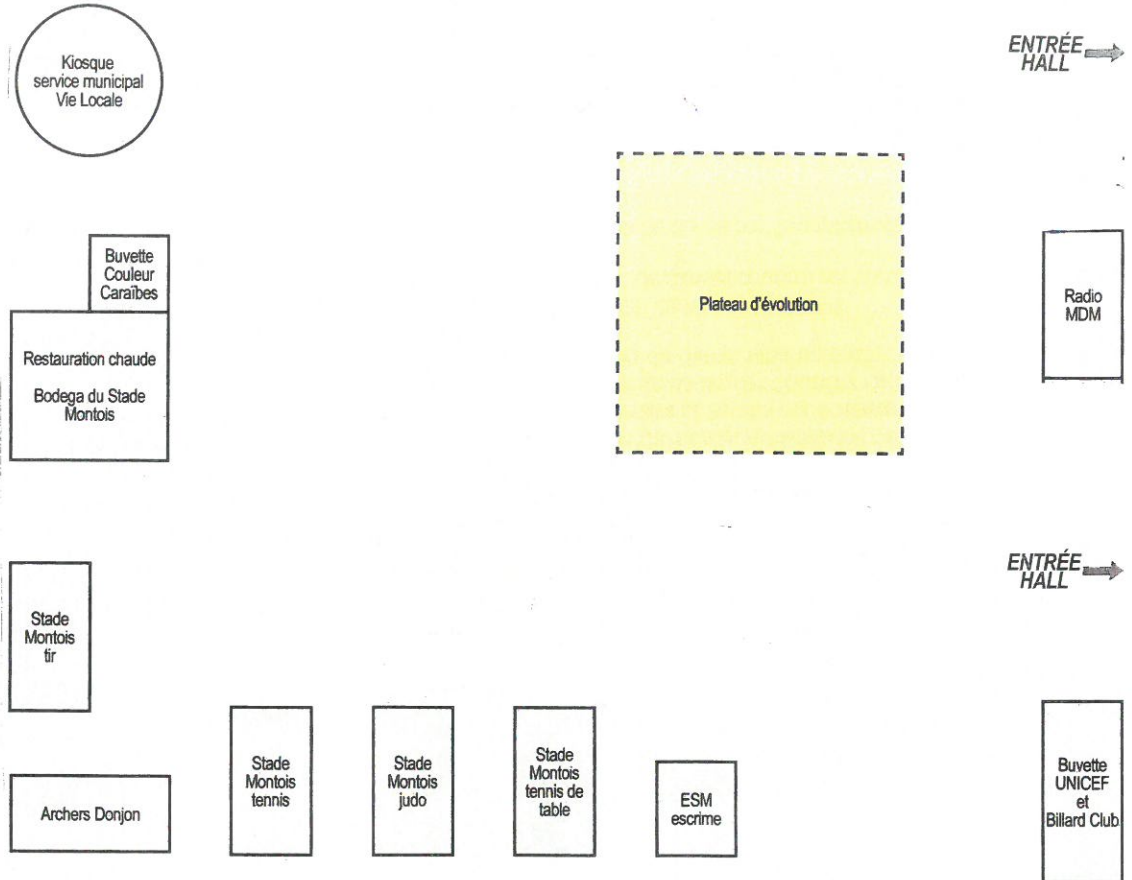 Kiosque
service municipal
Vie Locale
ENTRÉE
HALL
Buvette
Couleur
Caraïbes
Restauration chaude
Bodega du Stade
Montois
Plateau d'évolution
Radio
MDM
ENTRÉE
HALL
Stade
Montois
tir
Archers Donjon
Stade
Montois
tennis
Stade
Montois
judo
Stade
Montois
tennis de
table
ESM
escrime
Buvette
UNICEF
et
Billard Club